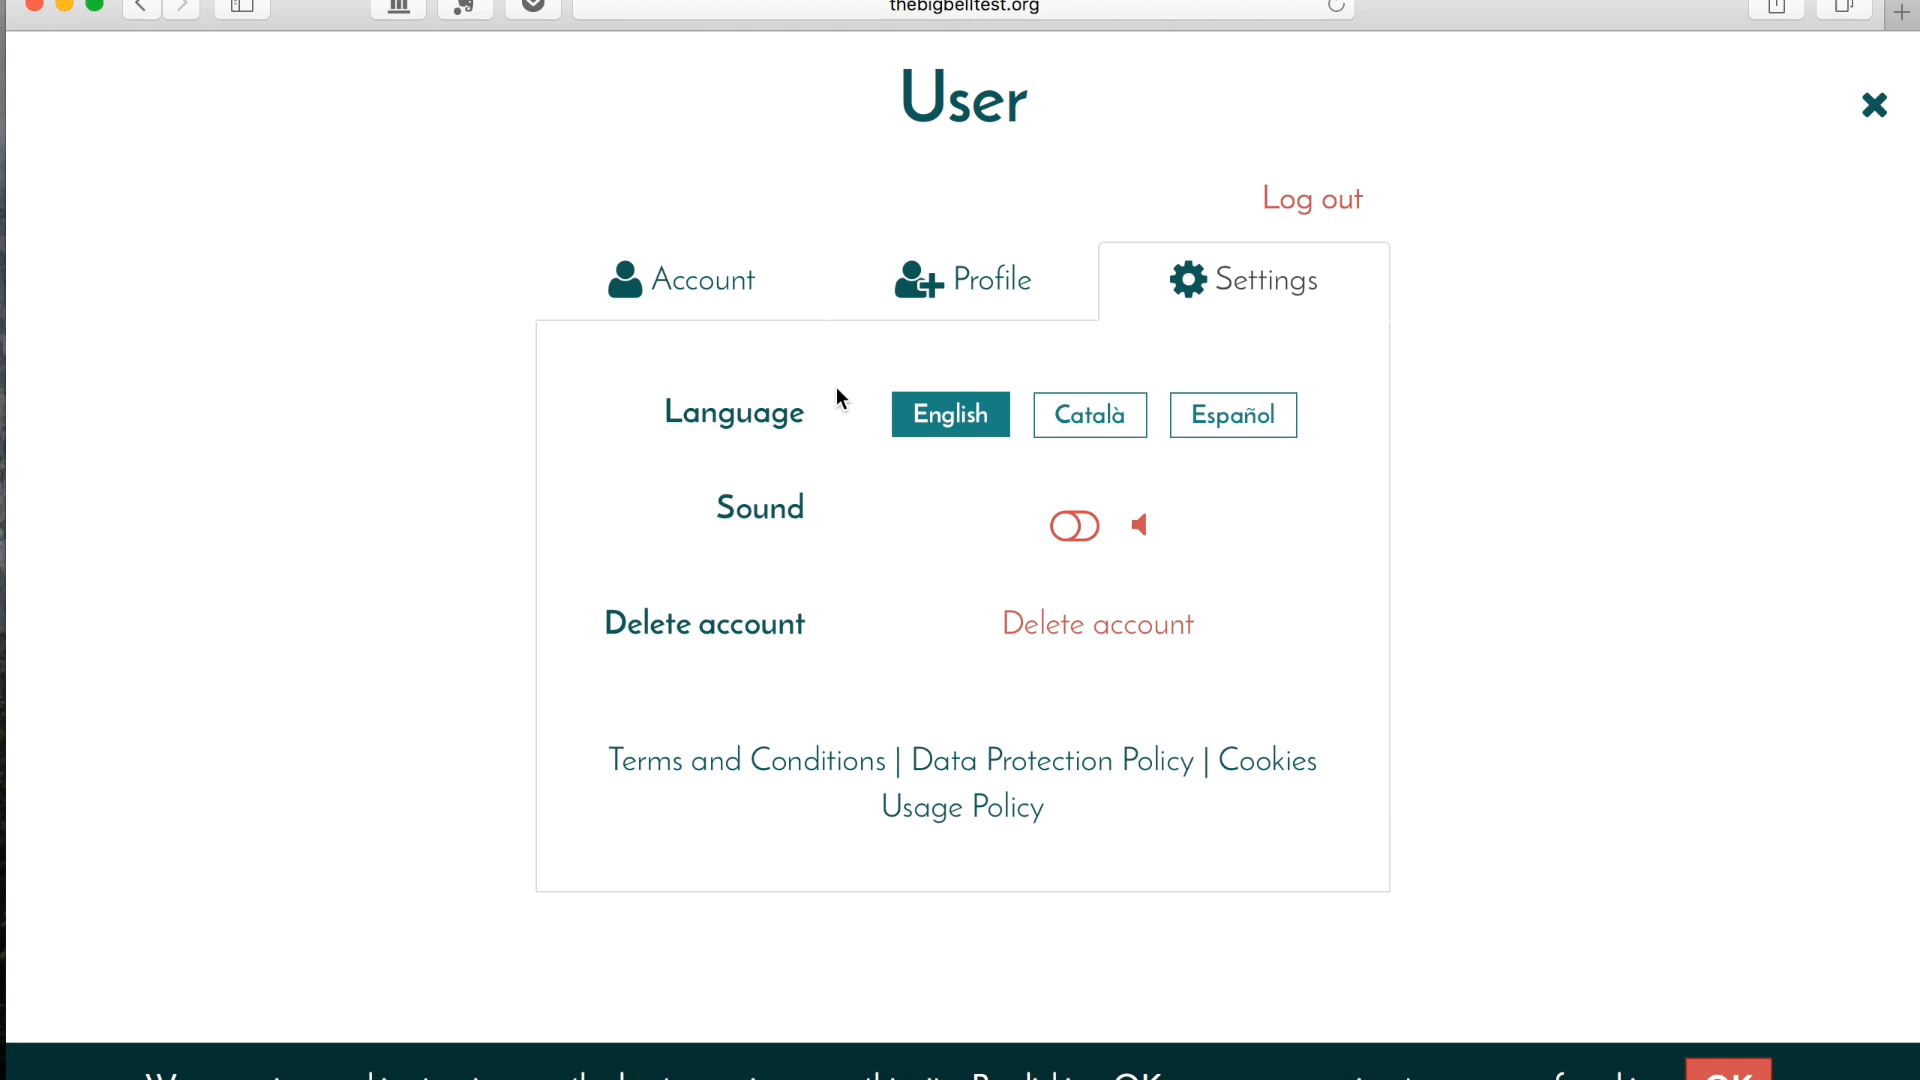 thebigbelltest.org
User
Log out
Account Profile Settings
Language English Català Español
Sound
Delete account Delete account
Terms and Conditions | Data Protection Policy | Cookies
Usage Policy
OK